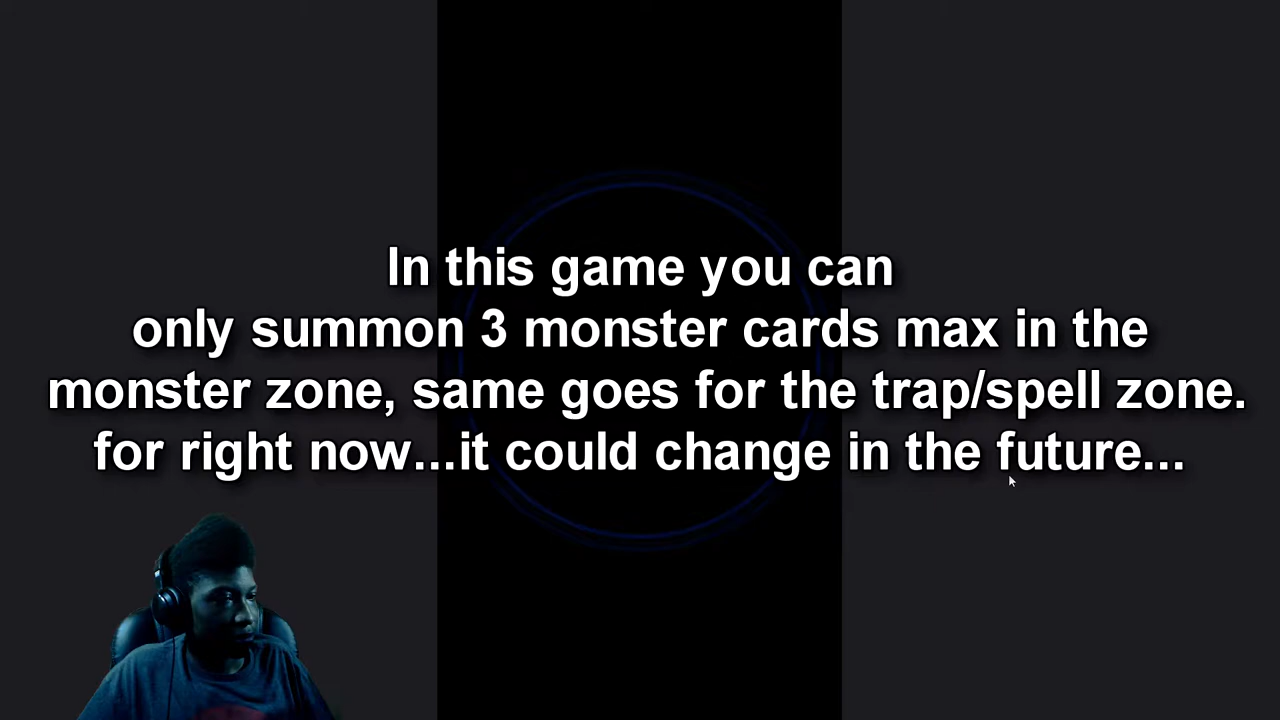 In this game you can
only summon 3 monster cards max in the
monster zone, same goes for the trap/spell zone.
for right now...it could change in the future...